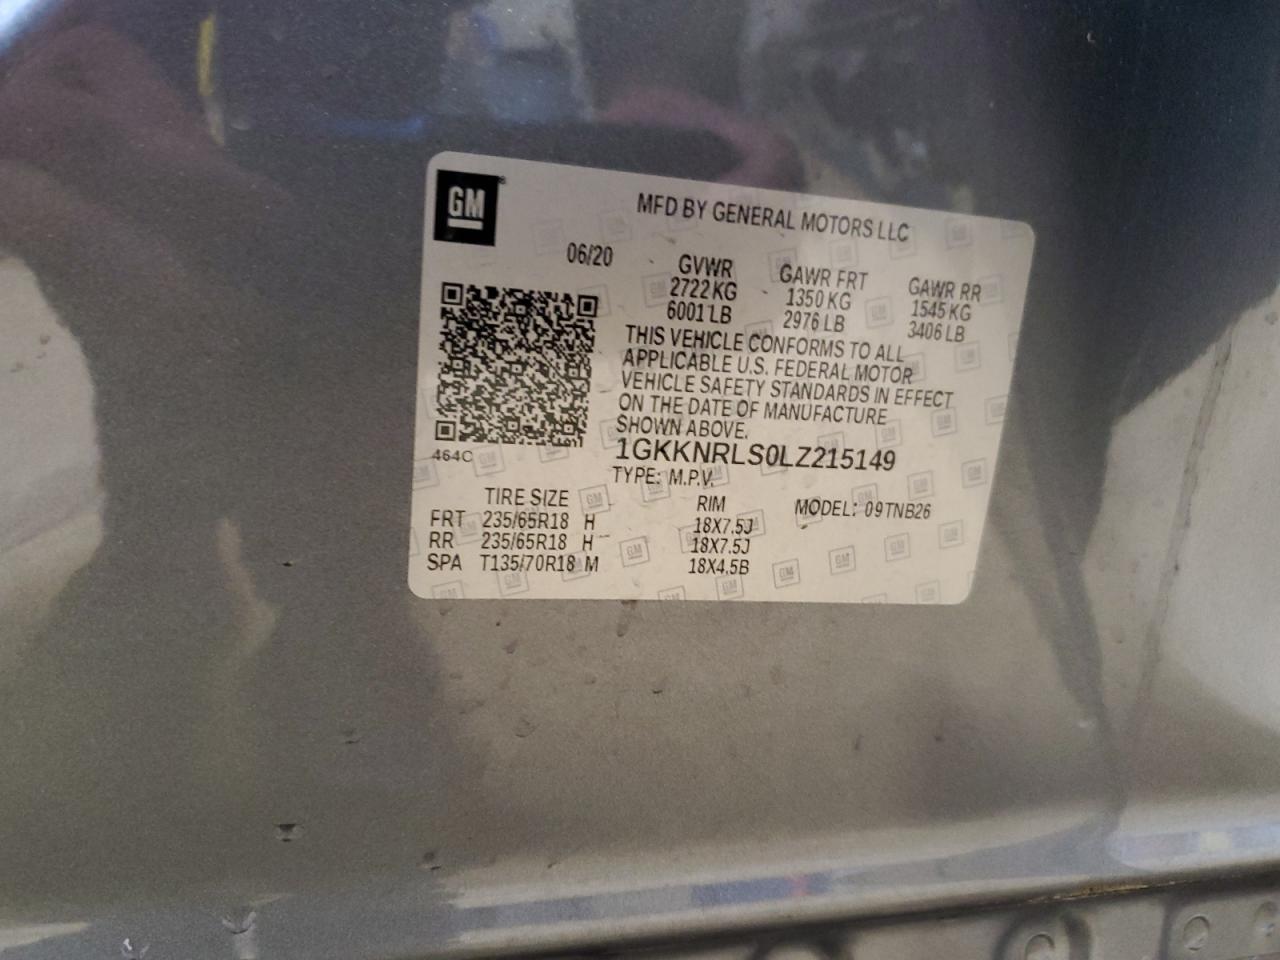 GM
MFD BY GENERAL MOTORS LLC
06/20 GVWR GAWR FRT GAWR RR
2722 KG 1350 KG 1545 KG
6001 LB 2976 LB 3406 LB
THIS VEHICLE CONFORMS TO ALL
APPLICABLE U.S. FEDERAL MOTOR
VEHICLE SAFETY STANDARDS IN EFFECT
ON THE DATE OF MANUFACTURE
SHOWN ABOVE.
464C
1GKKNRLS0LZ215149
TYPE: M.P.V.
TIRE SIZE RIM MODEL: 09TNB26
FRT 235/65R18 H 18X7.5J
RR 235/65R18 H 18X7.5J
SPA T135/70R18 M 18X4.5B